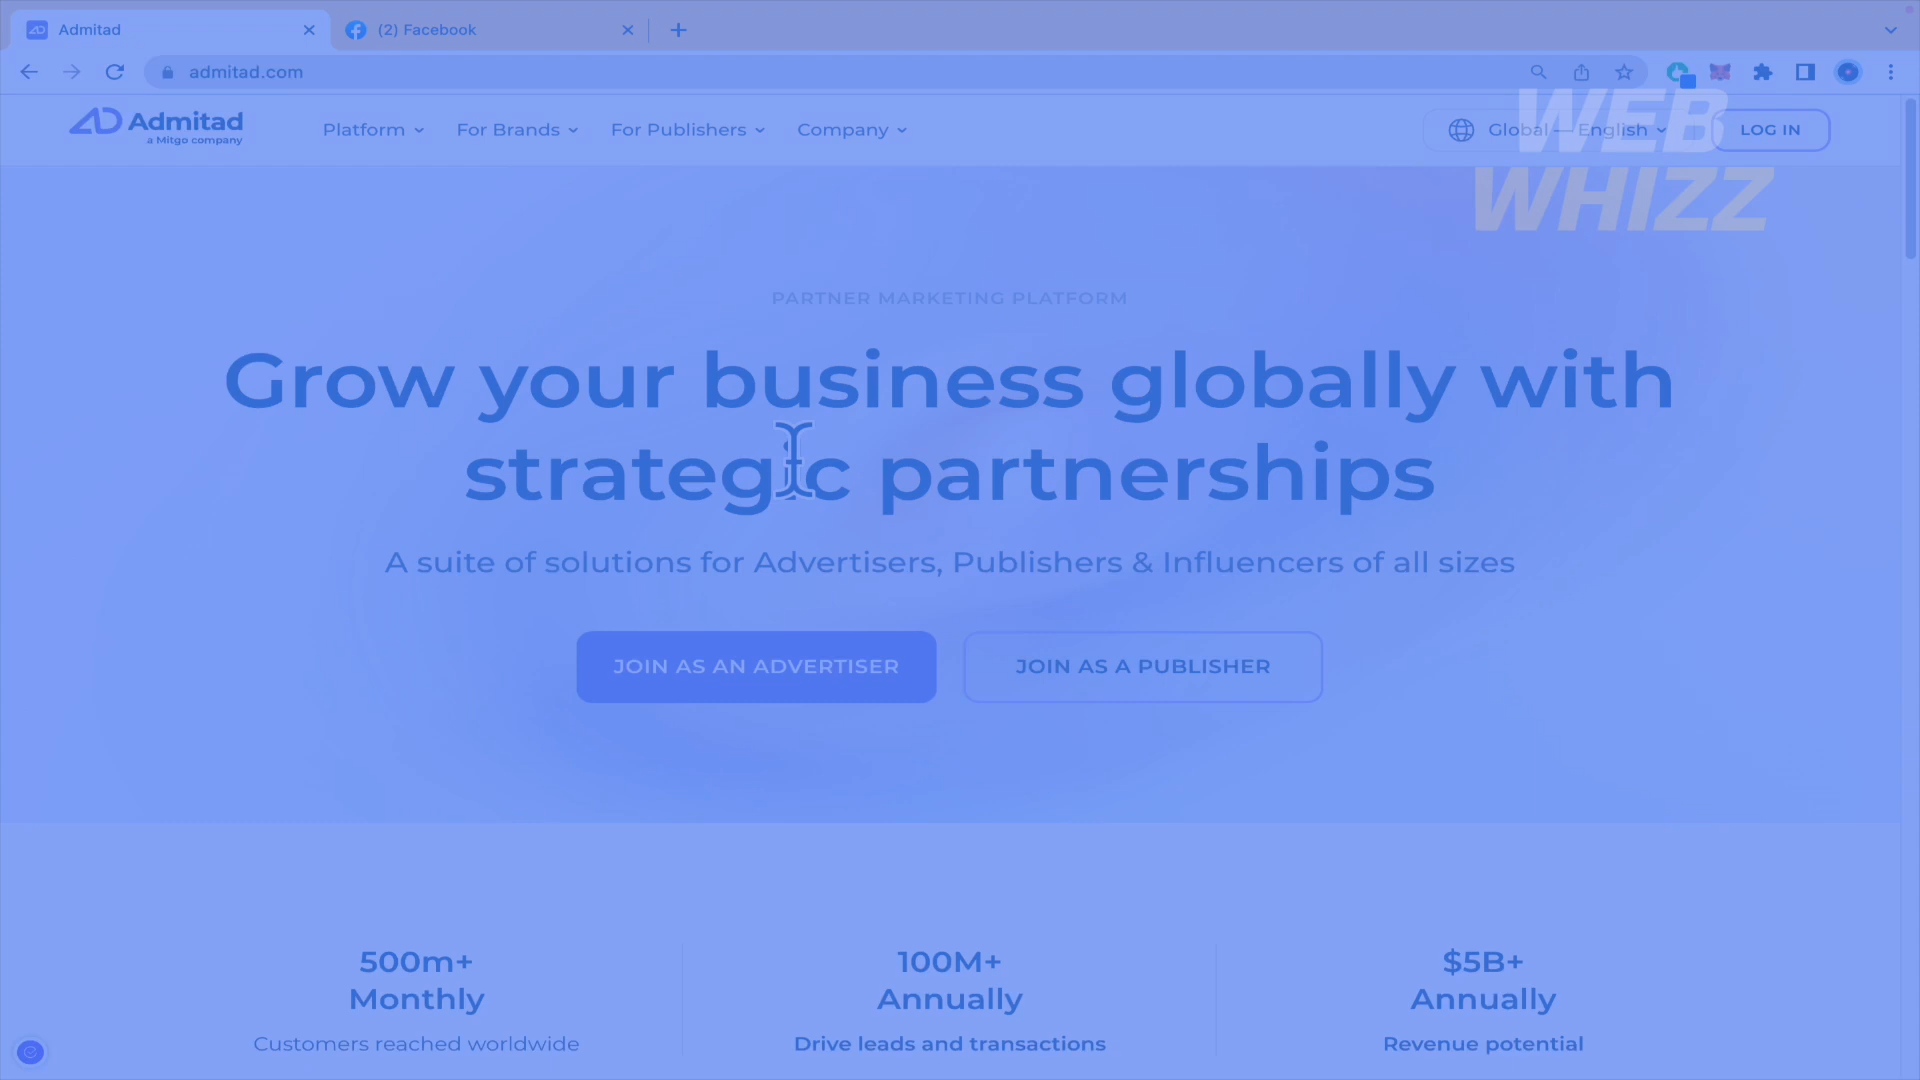 Admitad
(2) Facebook
admitad.com
Admitad
a Mitgo company
Platform
For Brands
For Publishers
Company
Global — English
LOG IN
WEB
WHIZZ
PARTNER MARKETING PLATFORM
Grow your business globally with
strategic partnerships
A suite of solutions for Advertisers, Publishers & Influencers of all sizes
JOIN AS AN ADVERTISER
JOIN AS A PUBLISHER
500m+
Monthly
Customers reached worldwide
100M+
Annually
Drive leads and transactions
$5B+
Annually
Revenue potential